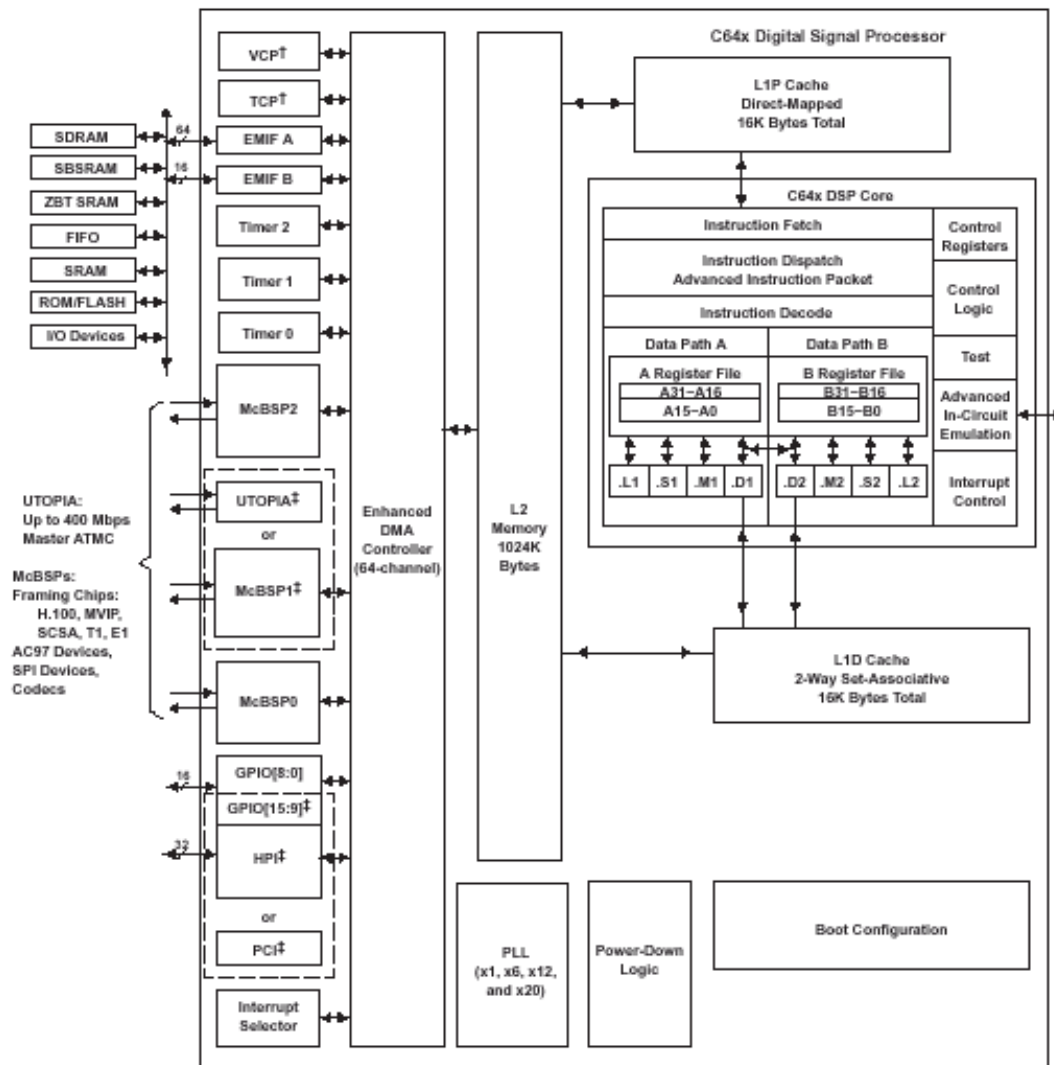 C64x Digital Signal Processor
VCP†
TCP†
EMIF A
EMIF B
Timer 2
Timer 1
Timer 0
McBSP2
UTOPIA‡
or
McBSP1‡
McBSP0
GPIO[8:0]
GPIO[15:9]‡
HPI‡
or
PCI‡
Interrupt
Selector
64
16
16
32
SDRAM
SBSRAM
ZBT SRAM
FIFO
SRAM
ROM/FLASH
I/O Devices
UTOPIA:
Up to 400 Mbps
Master ATMC
McBSPs:
Framing Chips:
H.100, MVIP,
SCSA, T1, E1
AC97 Devices,
SPI Devices,
Codecs
Enhanced
DMA
Controller
(64-channel)
L2
Memory
1024K
Bytes
L1P Cache
Direct-Mapped
16K Bytes Total
C64x DSP Core
Instruction Fetch
Instruction Dispatch
Advanced Instruction Packet
Instruction Decode
Data Path A
Data Path B
A Register File
A31−A16
A15−A0
B Register File
B31−B16
B15−B0
.L1 .S1 .M1 .D1
.D2 .M2 .S2 .L2
Control
Registers
Control
Logic
Test
Advanced
In-Circuit
Emulation
Interrupt
Control
L1D Cache
2-Way Set-Associative
16K Bytes Total
PLL
(x1, x6, x12,
and x20)
Power-Down
Logic
Boot Configuration